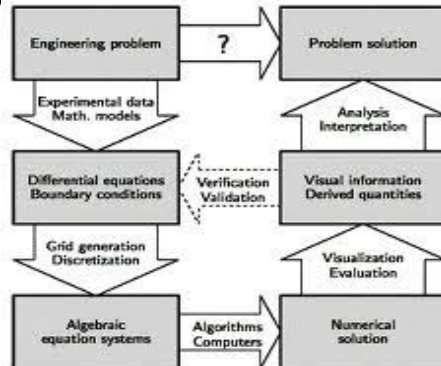 Engineering problem
?
Problem solution
Experimental data
Math. models
Analysis
Interpretation
Differential equations
Boundary conditions
Verification
Validation
Visual information
Derived quantities
Grid generation
Discretization
Visualization
Evaluation
Algebraic
equation systems
Algorithms
Computers
Numerical
solution